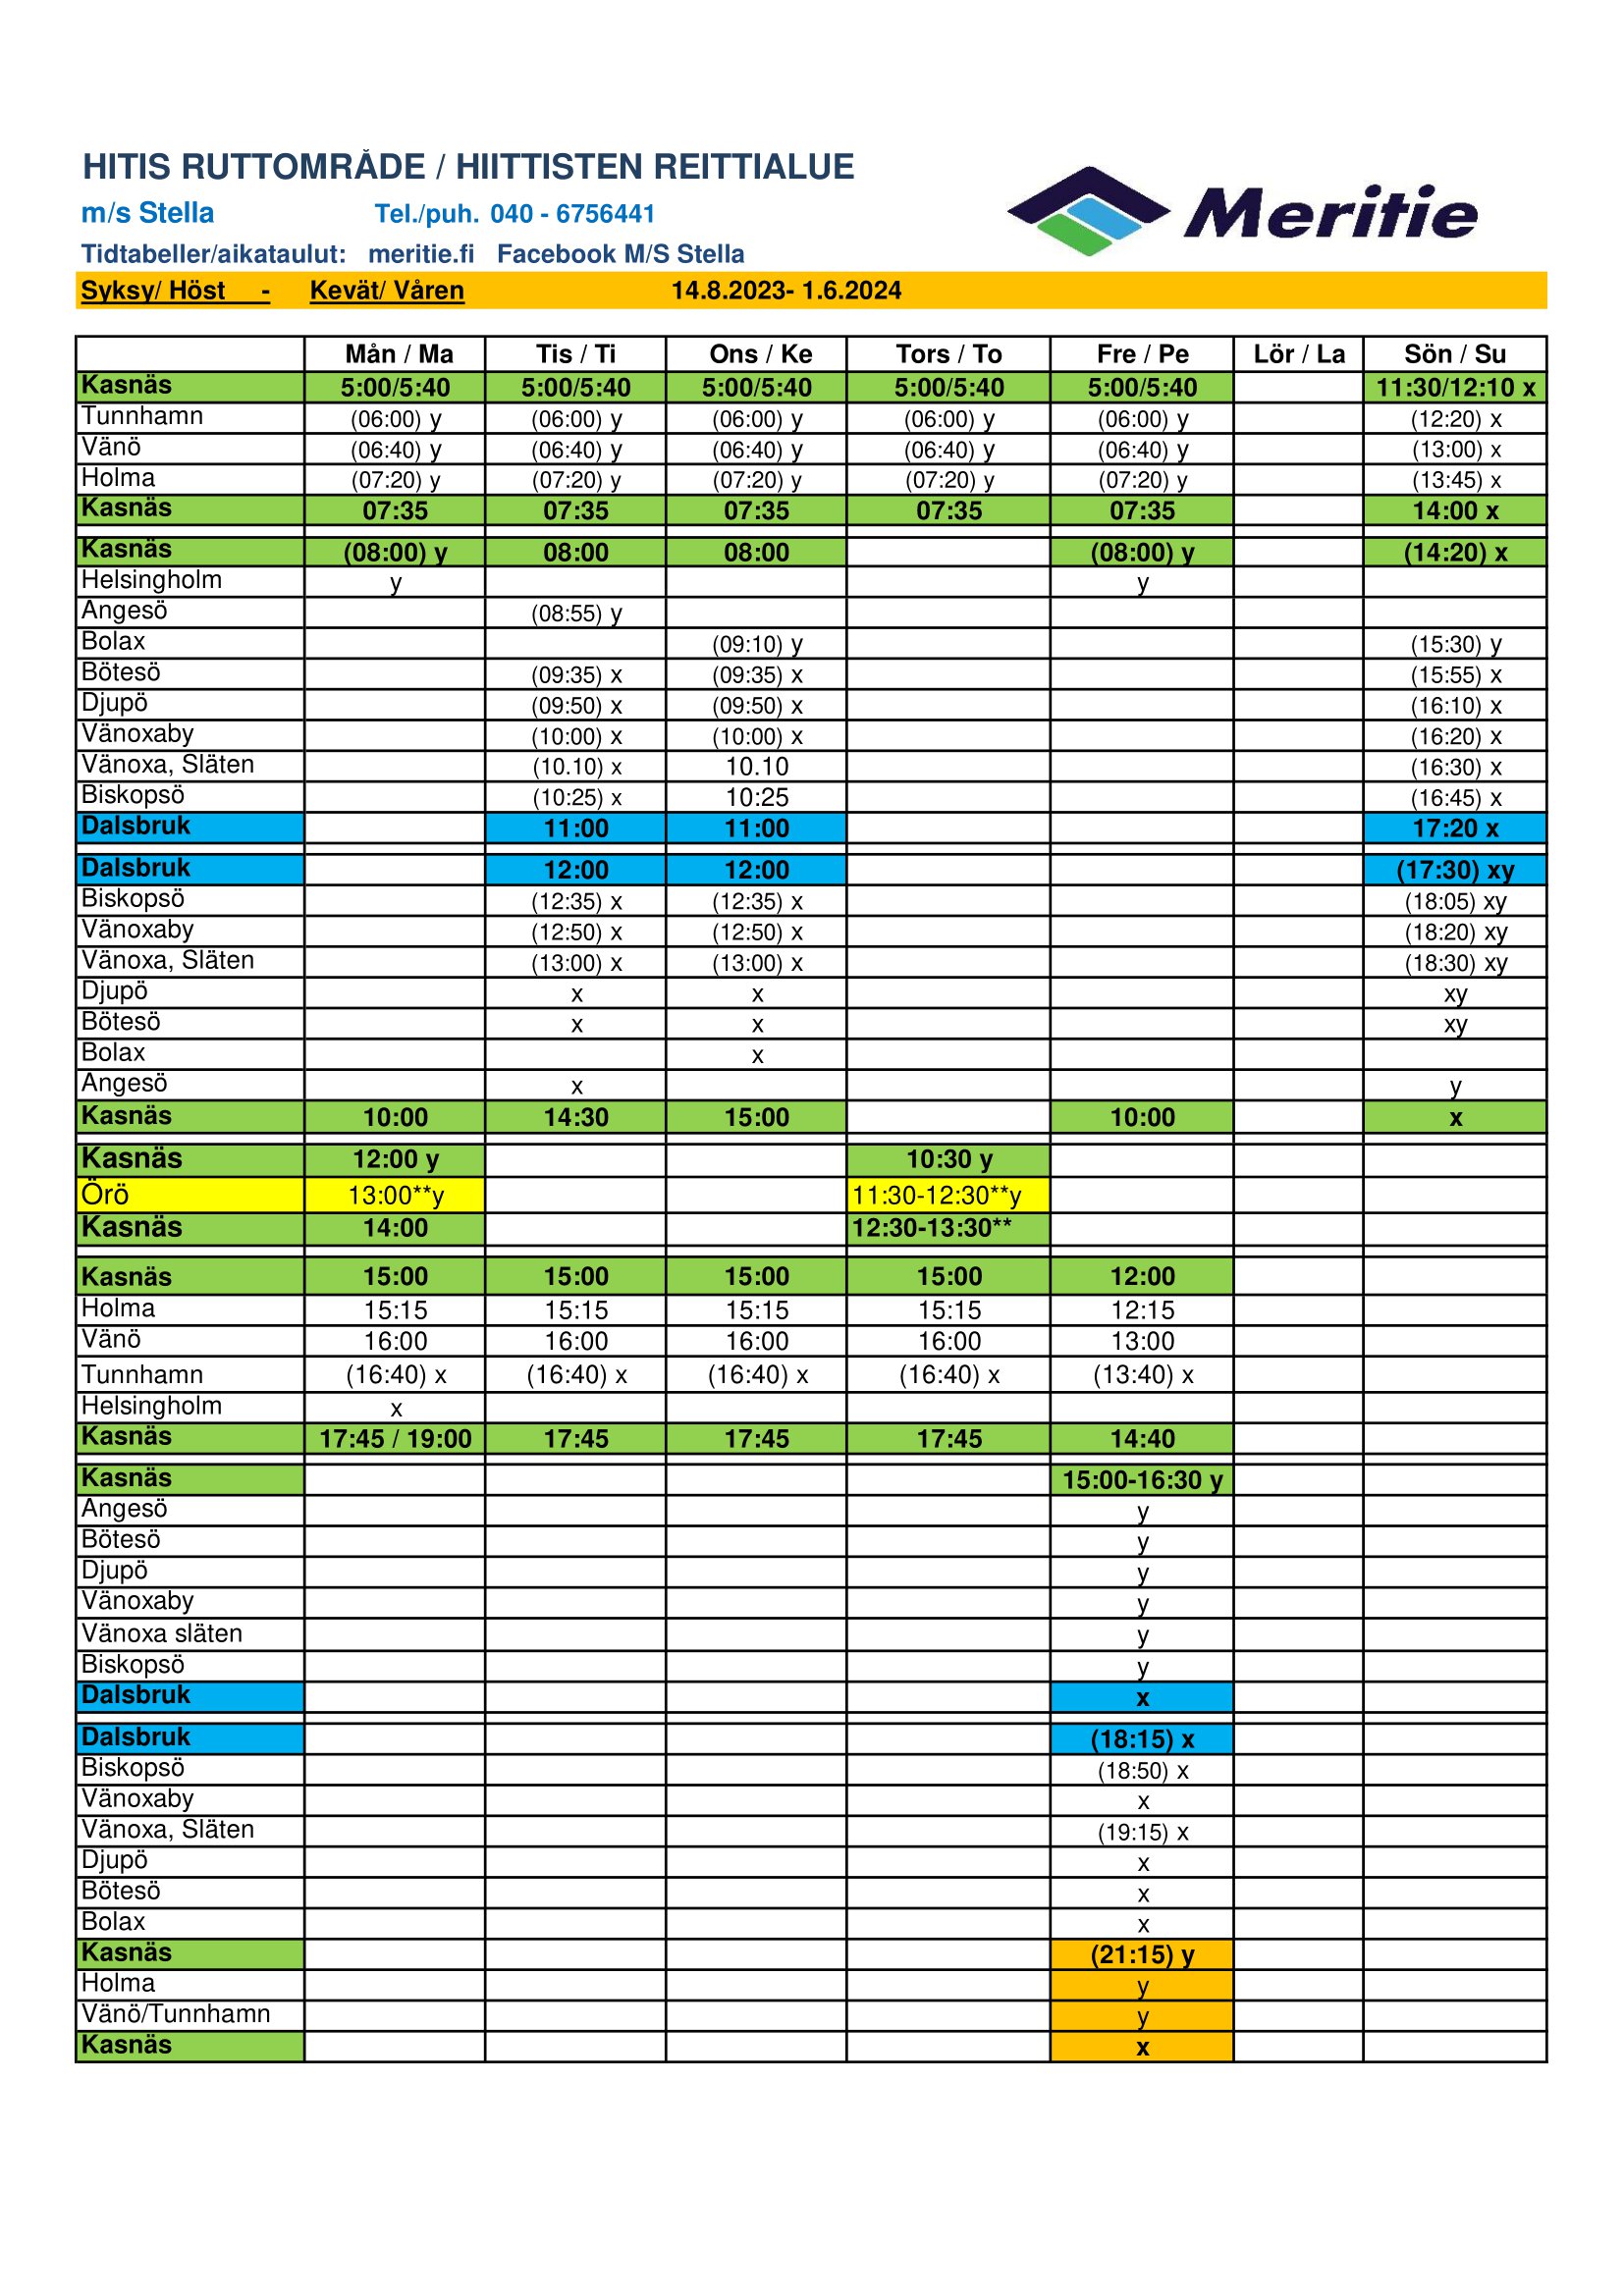 HITIS RUTTOMRÅDE / HIITTISTEN REITTIALUE
m/s Stella Tel./puh. 040 - 6756441
Meritie
Tidtabeller/aikataulut: meritie.fi Facebook M/S Stella
Syksy/ Höst - Kevät/ Våren 14.8.2023- 1.6.2024
Mån / Ma Tis / Ti Ons / Ke Tors / To Fre / Pe Lör / La Sön / Su
Kasnäs 5:00/5:40 5:00/5:40 5:00/5:40 5:00/5:40 5:00/5:40 11:30/12:10 x
Tunnhamn (06:00) y (06:00) y (06:00) y (06:00) y (06:00) y (12:20) x
Vänö (06:40) y (06:40) y (06:40) y (06:40) y (06:40) y (13:00) x
Holma (07:20) y (07:20) y (07:20) y (07:20) y (07:20) y (13:45) x
Kasnäs 07:35 07:35 07:35 07:35 07:35 14:00 x
Kasnäs (08:00) y 08:00 08:00 (08:00) y (14:20) x
Helsingholm y y
Angesö (08:55) y
Bolax (09:10) y (15:30) y
Bötesö (09:35) x (09:35) x (15:55) x
Djupö (09:50) x (09:50) x (16:10) x
Vänoxaby (10:00) x (10:00) x (16:20) x
Vänoxa, Släten (10.10) x 10.10 (16:30) x
Biskopsö (10:25) x 10:25 (16:45) x
Dalsbruk 11:00 11:00 17:20 x
Dalsbruk 12:00 12:00 (17:30) xy
Biskopsö (12:35) x (12:35) x (18:05) xy
Vänoxaby (12:50) x (12:50) x (18:20) xy
Vänoxa, Släten (13:00) x (13:00) x (18:30) xy
Djupö x x xy
Bötesö x x xy
Bolax x
Angesö x y
Kasnäs 10:00 14:30 15:00 10:00 x
Kasnäs 12:00 y 10:30 y
Örö 13:00**y 11:30-12:30**y
Kasnäs 14:00 12:30-13:30**
Kasnäs 15:00 15:00 15:00 15:00 12:00
Holma 15:15 15:15 15:15 15:15 12:15
Vänö 16:00 16:00 16:00 16:00 13:00
Tunnhamn (16:40) x (16:40) x (16:40) x (16:40) x (13:40) x
Helsingholm x
Kasnäs 17:45 / 19:00 17:45 17:45 17:45 14:40
Kasnäs 15:00-16:30 y
Angesö y
Bötesö y
Djupö y
Vänoxaby y
Vänoxa släten y
Biskopsö y
Dalsbruk x
Dalsbruk (18:15) x
Biskopsö (18:50) x
Vänoxaby x
Vänoxa, Släten (19:15) x
Djupö x
Bötesö x
Bolax x
Kasnäs (21:15) y
Holma y
Vänö/Tunnhamn y
Kasnäs x